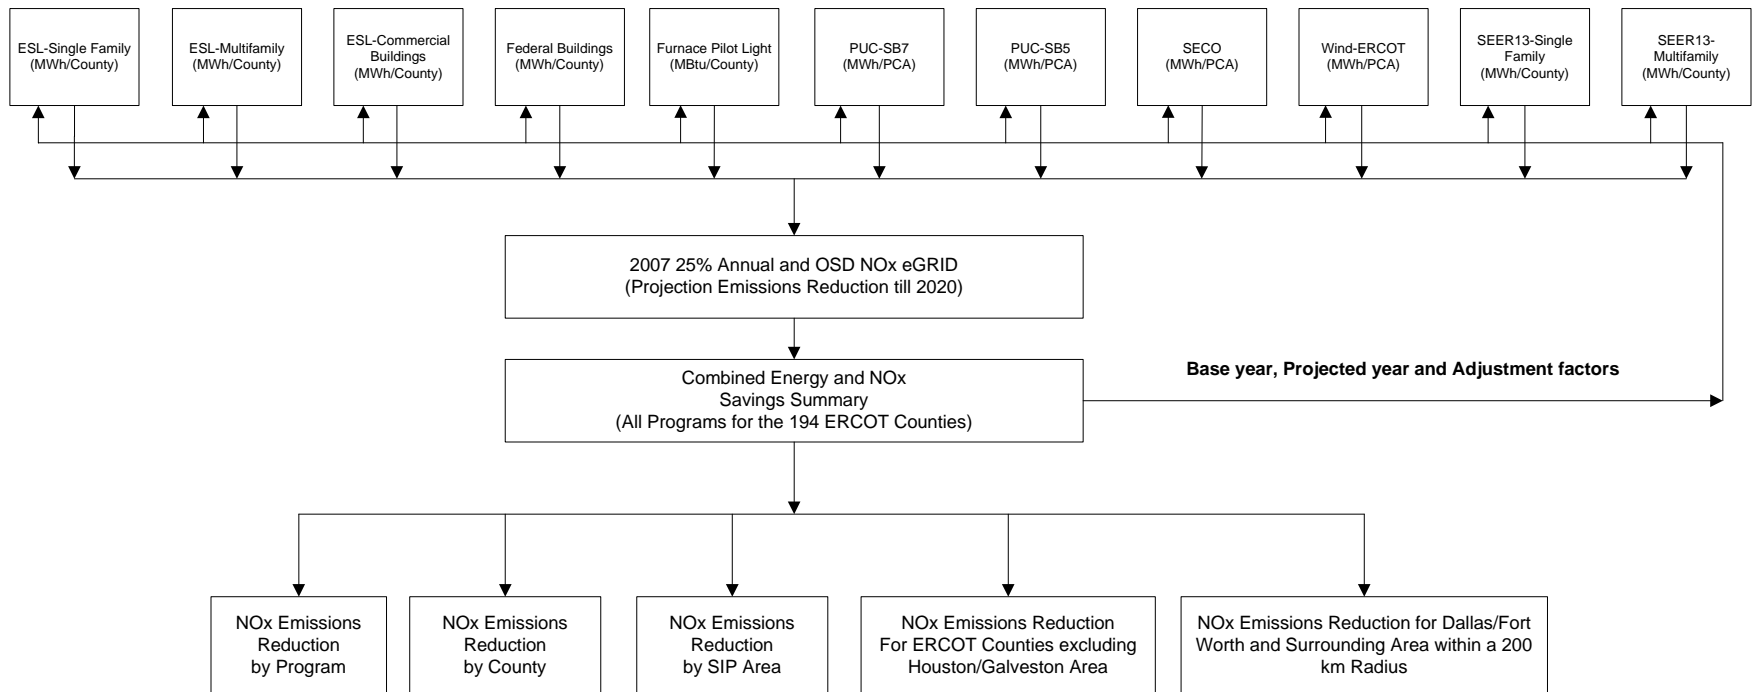 ESL-Single Family
(MWh/County)
ESL-Multifamily
(MWh/County)
ESL-Commercial
Buildings
(MWh/County)
Federal Buildings
(MWh/County)
Furnace Pilot Light
(MBtu/County)
PUC-SB7
(MWh/PCA)
PUC-SB5
(MWh/PCA)
SECO
(MWh/PCA)
Wind-ERCOT
(MWh/PCA)
SEER13-Single
Family
(MWh/County)
SEER13-
Multifamily
(MWh/County)
2007 25% Annual and OSD NOx eGRID
(Projection Emissions Reduction till 2020)
Combined Energy and NOx
Savings Summary
(All Programs for the 194 ERCOT Counties)
Base year, Projected year and Adjustment factors
NOx Emissions
Reduction
by Program
NOx Emissions
Reduction
by County
NOx Emissions
Reduction
by SIP Area
NOx Emissions Reduction
For ERCOT Counties excluding
Houston/Galveston Area
NOx Emissions Reduction for Dallas/Fort
Worth and Surrounding Area within a 200
km Radius